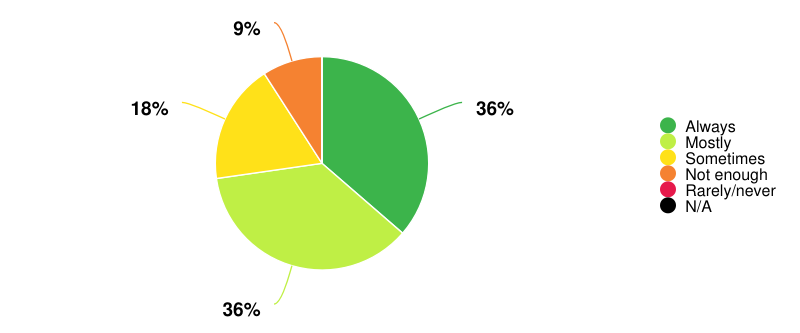 9%
18%
36%
36%
Always
Mostly
Sometimes
Not enough
Rarely/never
N/A